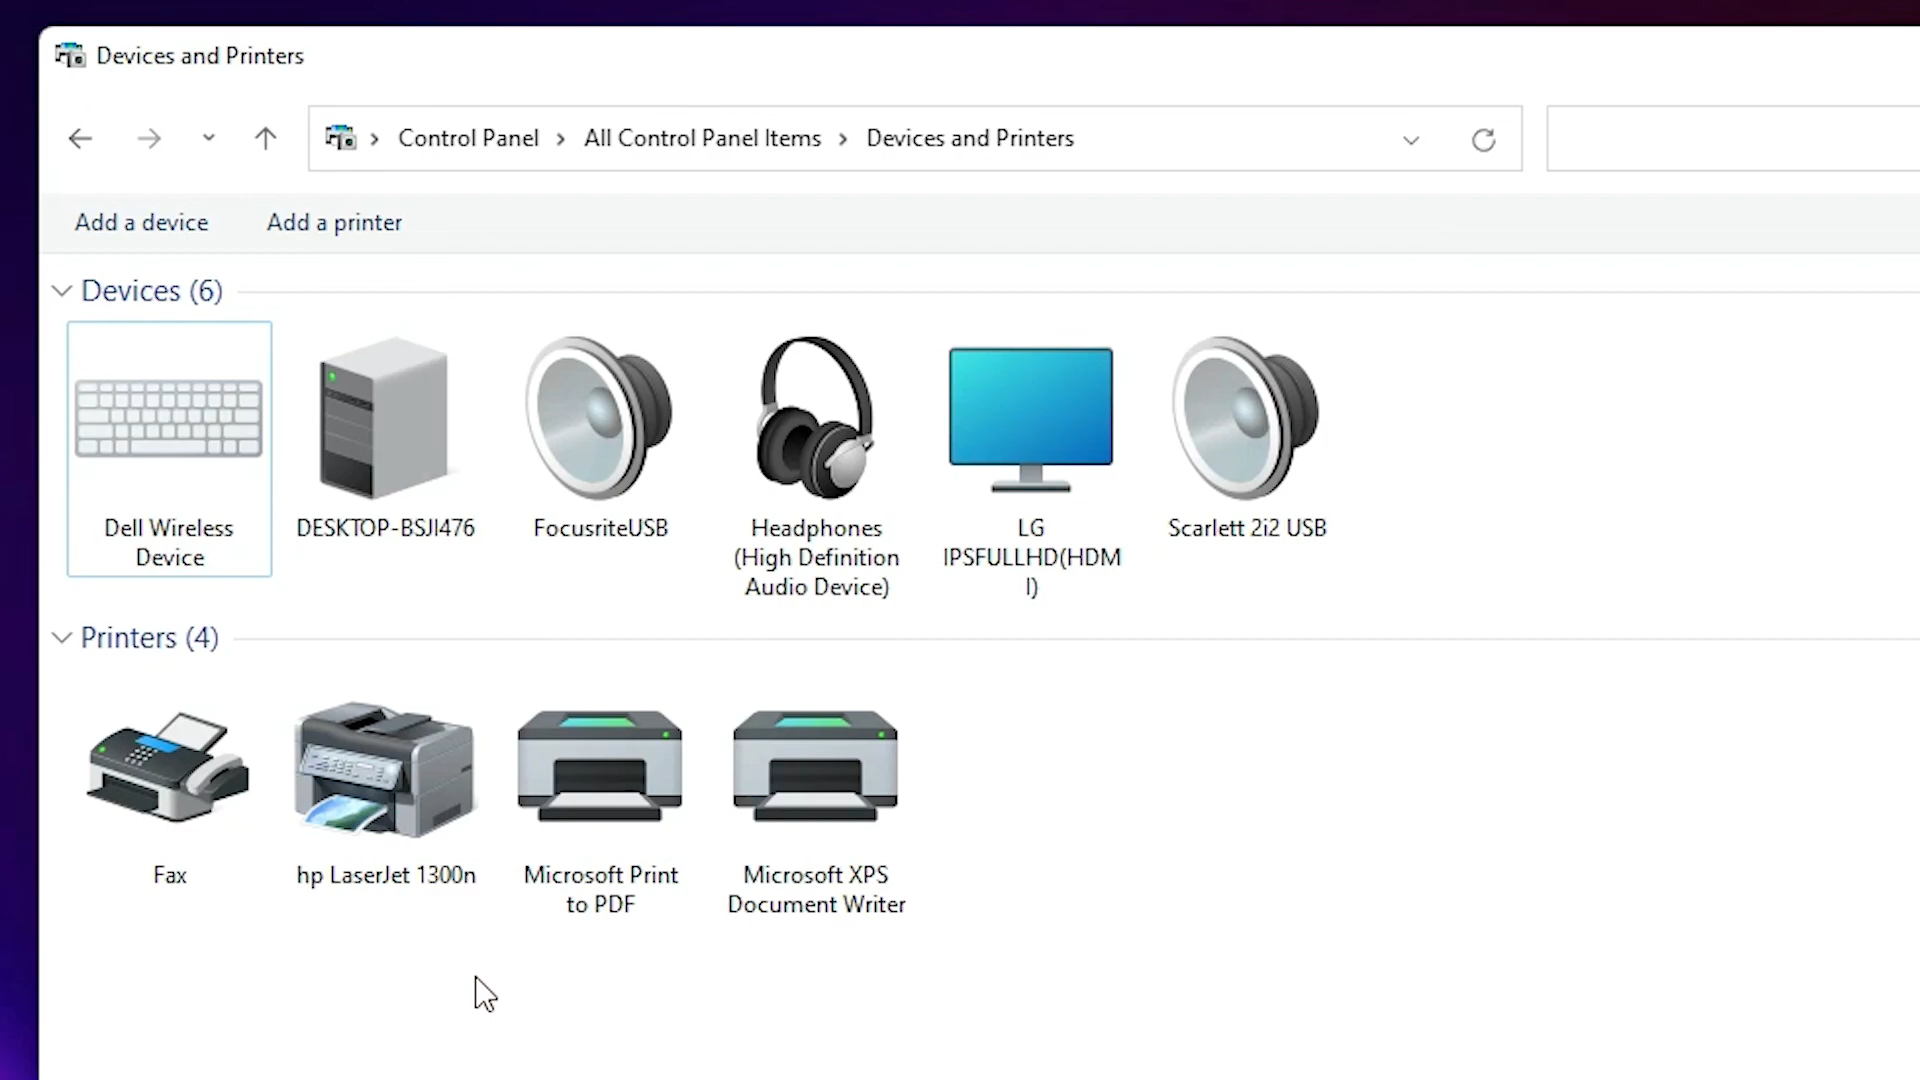 Devices and Printers
Control Panel > All Control Panel Items > Devices and Printers
Add a device Add a printer
Devices (6)
Dell Wireless
Device
DESKTOP-BSJI476
FocusriteUSB
Headphones
(High Definition
Audio Device)
LG
IPSFULLHD(HDM
I)
Scarlett 2i2 USB
Printers (4)
Fax
hp LaserJet 1300n
Microsoft Print
to PDF
Microsoft XPS
Document Writer